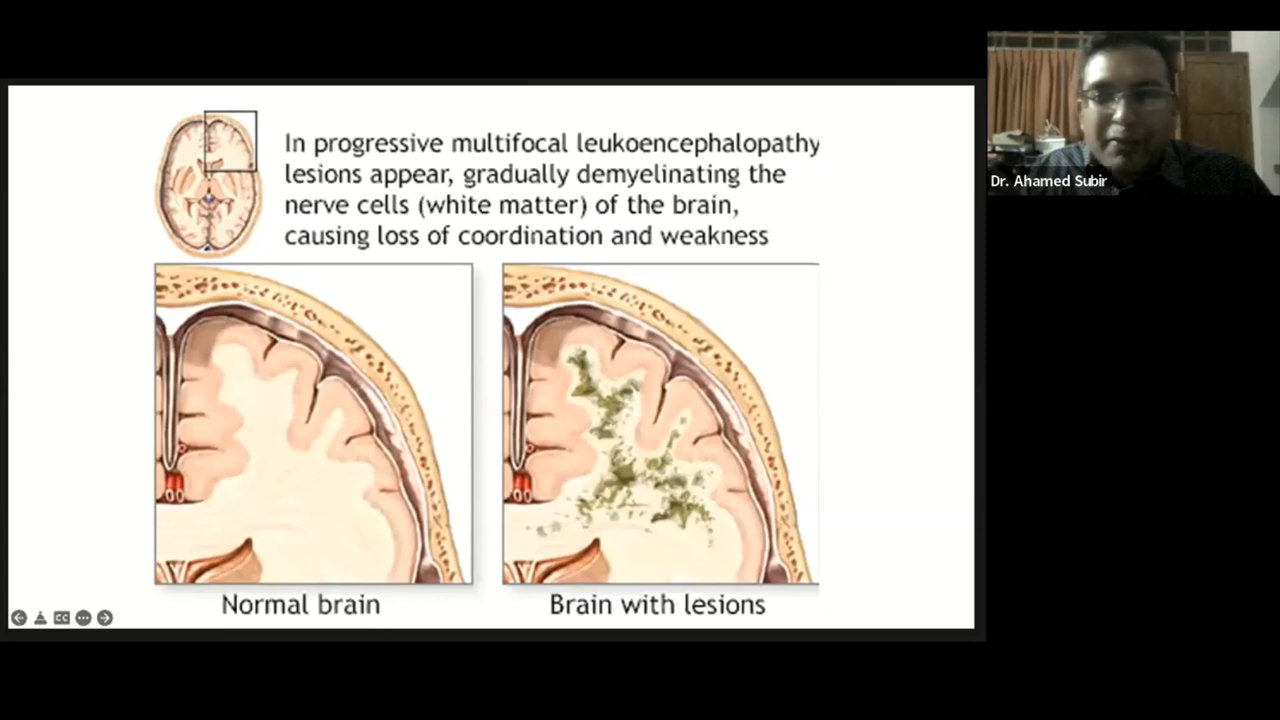 In progressive multifocal leukoencephalopathy
lesions appear, gradually demyelinating the
nerve cells (white matter) of the brain,
causing loss of coordination and weakness
Normal brain
Brain with lesions
CC
Dr. Ahamed Subir